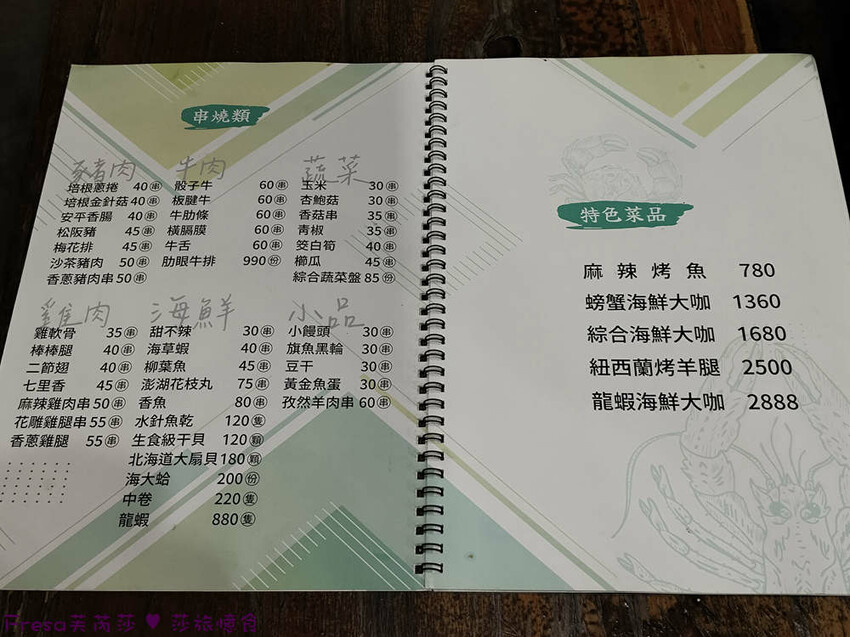 串燒類
豬肉 牛肉 蔬菜
培根蔥捲 40串 骰子牛 60串 玉米 30串
培根金針菇 40串 板腱牛 60串 杏鮑菇 30串
安平香腸 40串 牛肋條 60串 香菇串 35串
松阪豬 45串 橫膈膜 60串 青椒 35串
梅花排 45串 牛舌 60串 筊白筍 40串
沙茶豬肉 50串 肋眼牛排 990份 櫛瓜 45串
香蔥豬肉串 50串 綜合蔬菜盤 85份
雞肉 海鮮 小品
雞軟骨 35串 甜不辣 30串 小饅頭 30串
棒棒腿 40串 海草蝦 40串 旗魚黑輪 30串
二節翅 40串 柳葉魚 45串 豆干 30串
七里香 45串 澎湖花枝丸 75串 黃金魚蛋 30串
麻辣雞肉串 50串 香魚 80串 孜然羊肉串 60串
花雕雞腿串 55串 水針魚乾 120隻
香蔥雞腿 55串 生食級干貝 120顆
北海道大扇貝 180顆
海大蛤 200份
中卷 220隻
龍蝦 880隻
特色菜品
麻辣烤魚 780
螃蟹海鮮大咖 1360
綜合海鮮大咖 1680
紐西蘭烤羊腿 2500
龍蝦海鮮大咖 2888
Fresa芙芮莎 ♥ 莎旅憶食